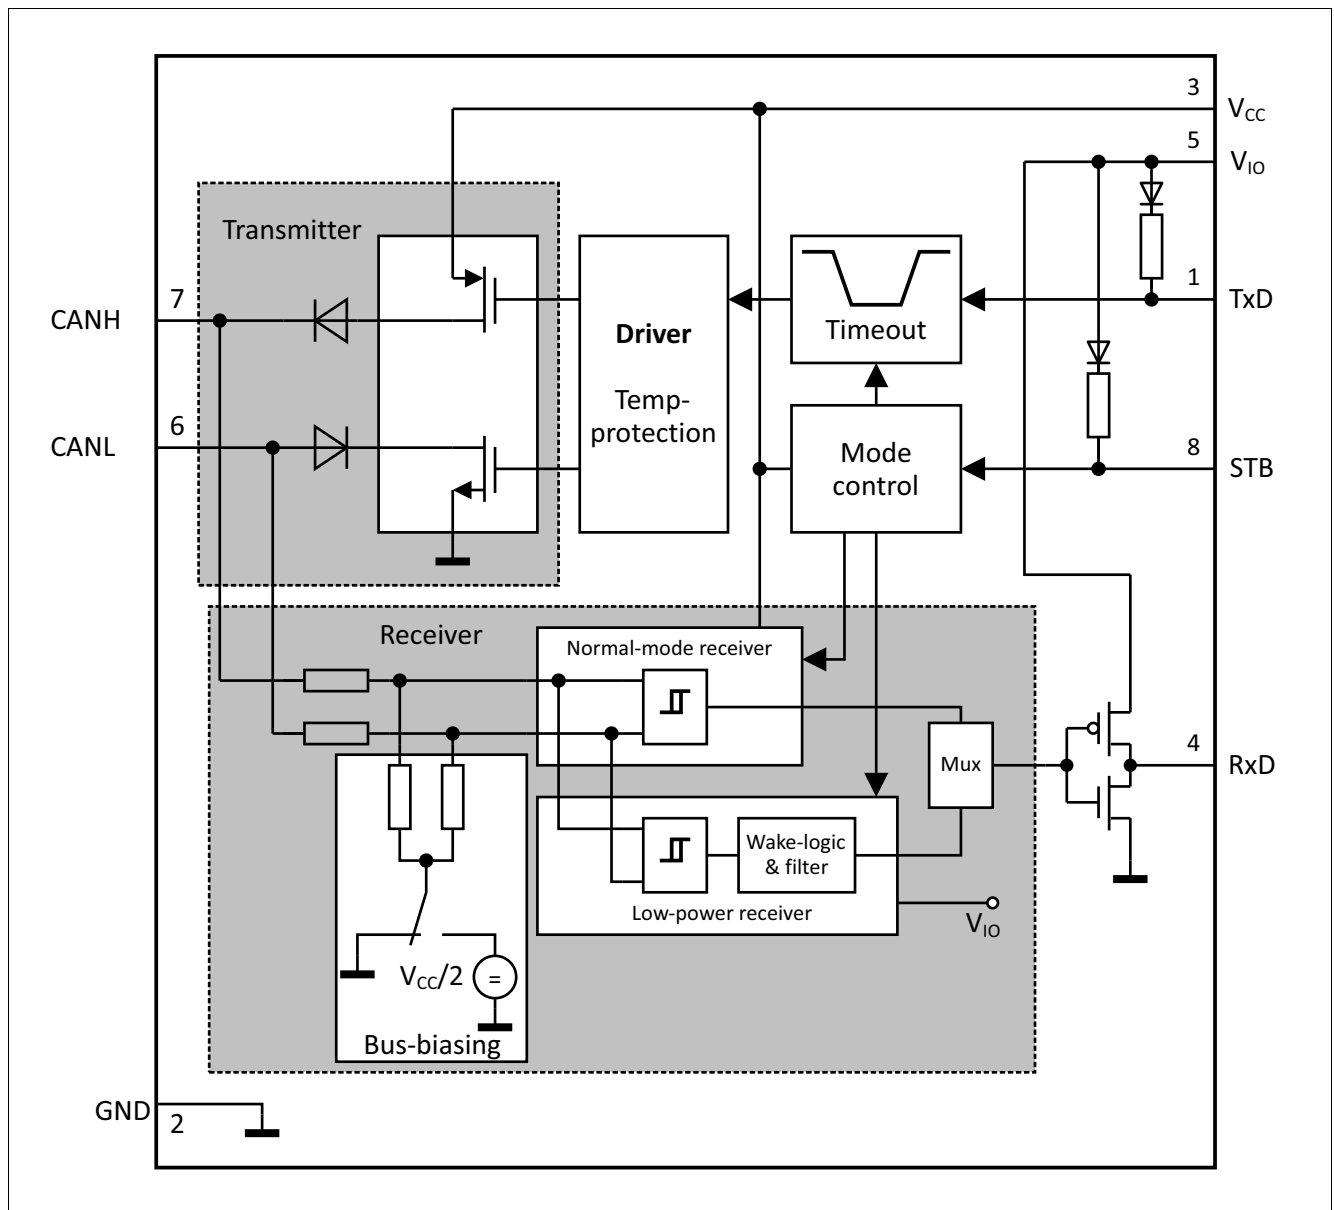 3
VCC
5
VIO
Transmitter
7
CANH
Driver
Timeout
1
TxD
Temp-
protection
6
CANL
Mode
control
8
STB
Receiver
Normal-mode receiver
Mux
4
RxD
Wake-logic
& filter
Low-power receiver
VIO
VCC/2
=
Bus-biasing
GND
2